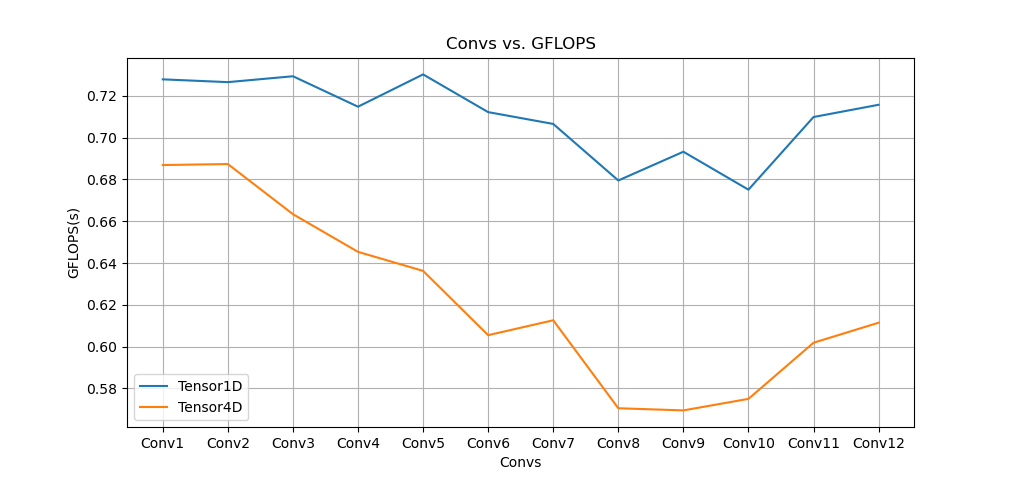 Convs vs. GFLOPS
GFLOPS(s)
0.72
0.70
0.68
0.66
0.64
0.62
0.60
0.58
Tensor1D
Tensor4D
Conv1 Conv2 Conv3 Conv4 Conv5 Conv6 Conv7 Conv8 Conv9 Conv10 Conv11 Conv12
Convs